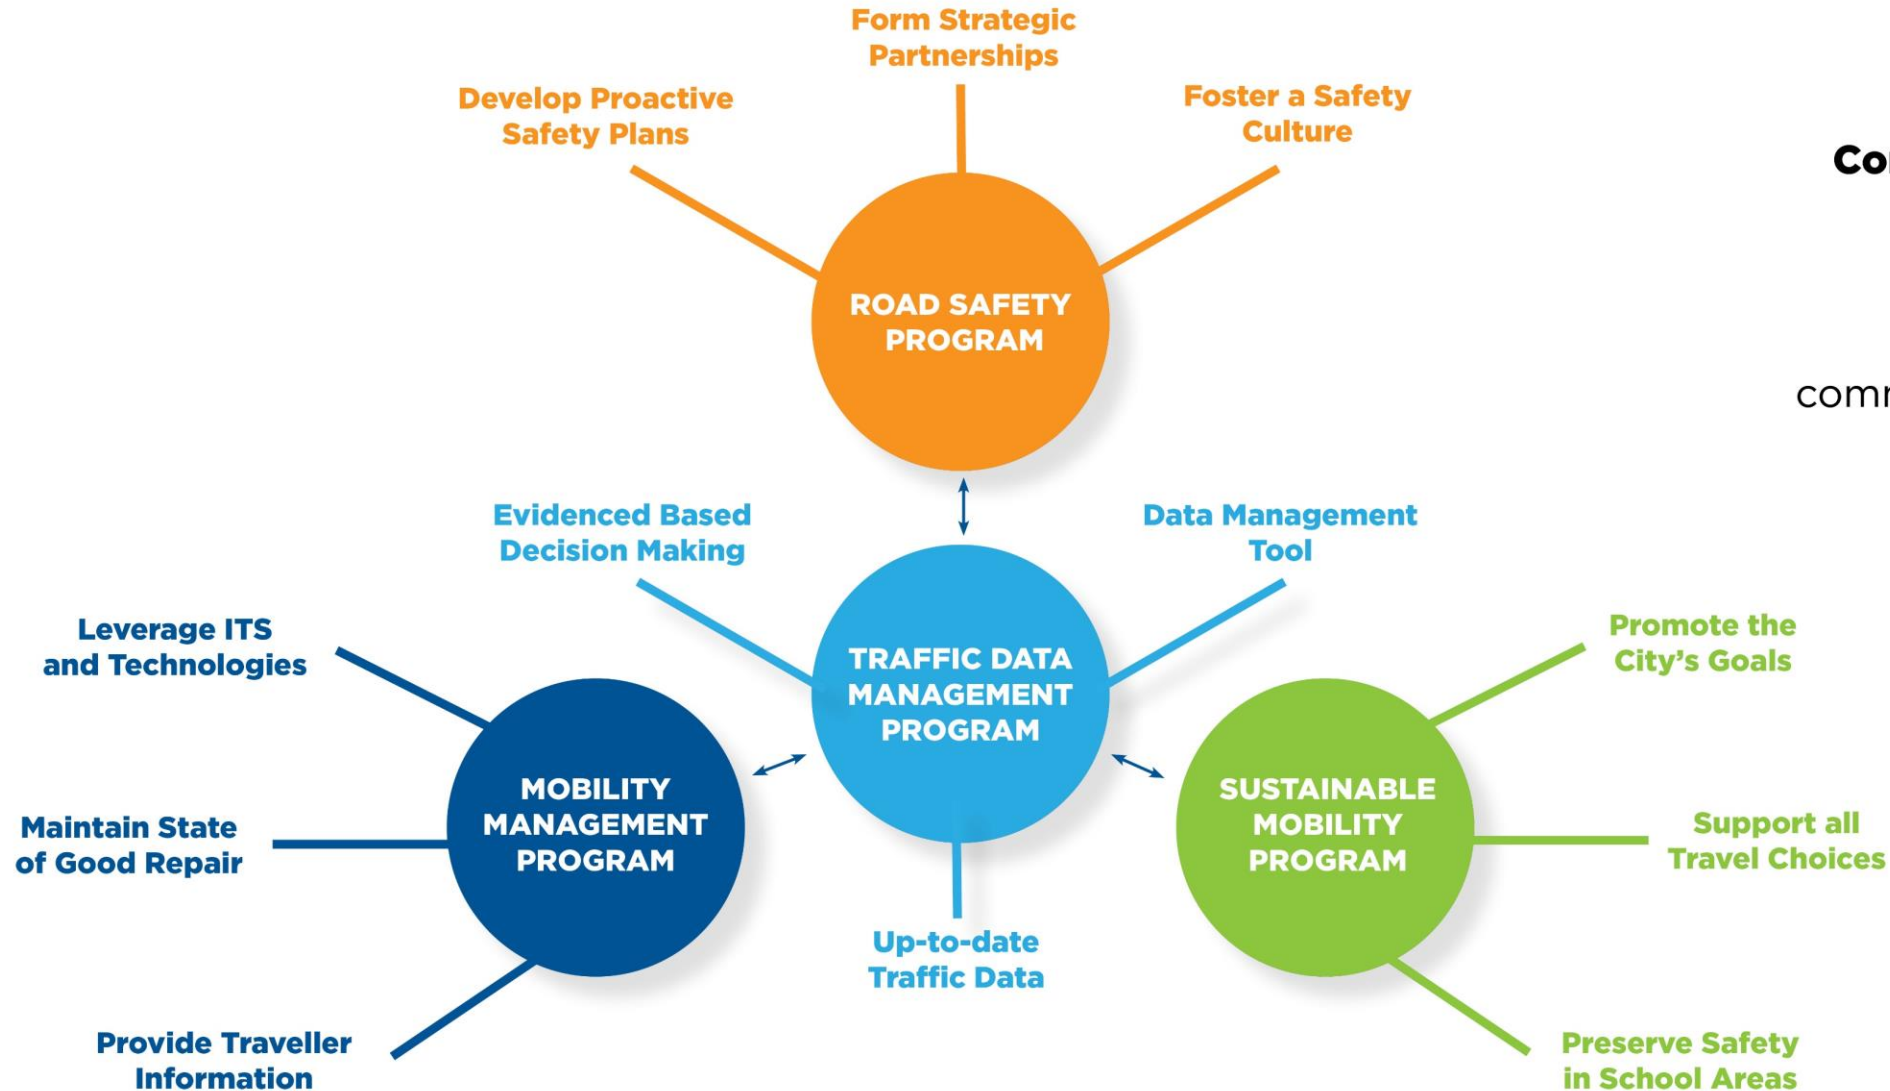 Form Strategic
Partnerships
Develop Proactive
Safety Plans
Foster a Safety
Culture
ROAD SAFETY
PROGRAM
Evidenced Based
Decision Making
Data Management
Tool
TRAFFIC DATA
MANAGEMENT
PROGRAM
Up-to-date
Traffic Data
Leverage ITS
and Technologies
Maintain State
of Good Repair
Provide Traveller
Information
MOBILITY
MANAGEMENT
PROGRAM
SUSTAINABLE
MOBILITY
PROGRAM
Promote the
City's Goals
Support all
Travel Choices
Preserve Safety
in School Areas